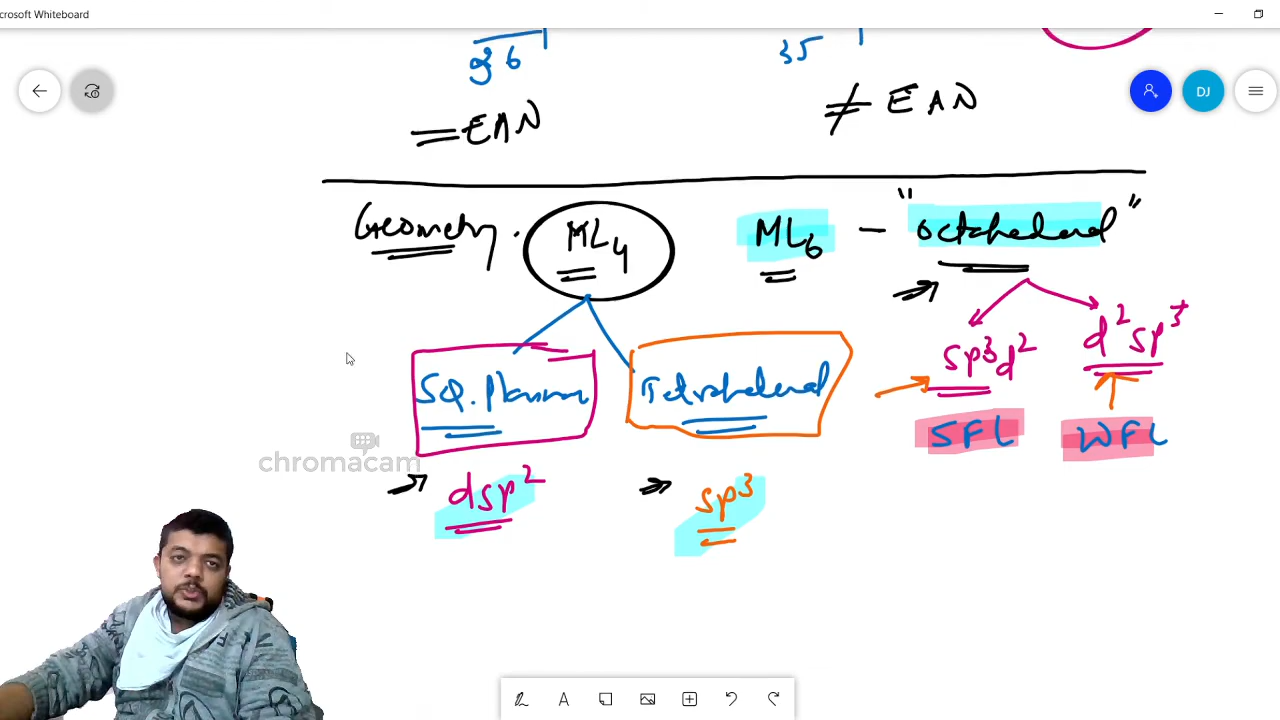 crosoft Whiteboard
36
35
= EAN
≠ EAN
DJ
Geometry.
ML₄
ML₆ — "octahedral"
sp³d²
d²sp³
SFL
WFL
Sq. Planar
Tetrahedral
dsp²
sp³
chromacam
A